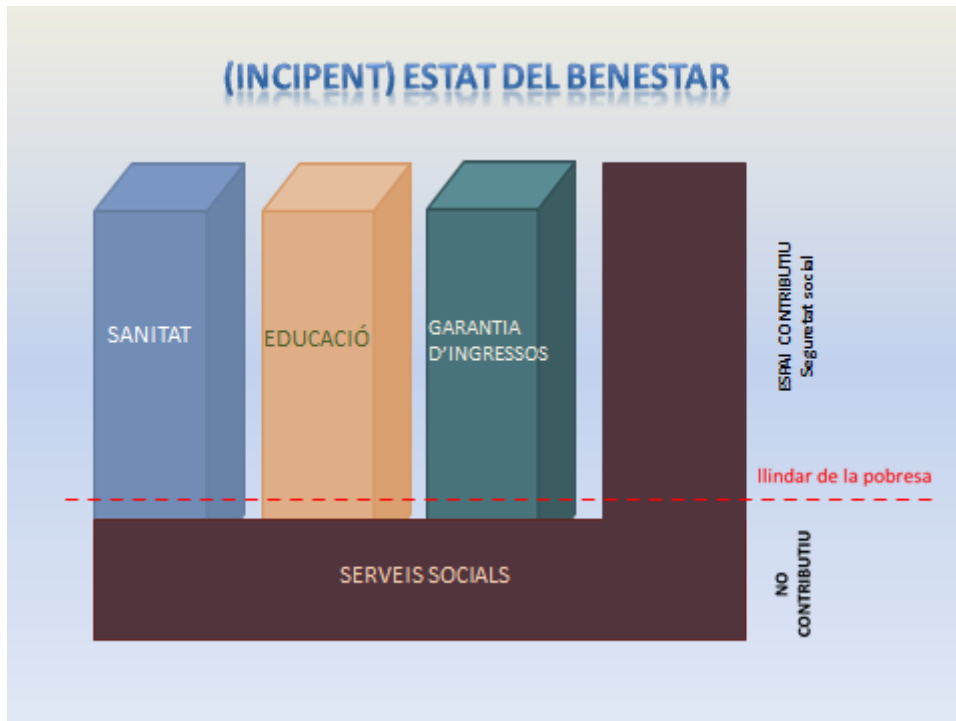 (INCIPENT) ESTAT DEL BENESTAR
SANITAT
EDUCACIÓ
GARANTIA
D'INGRESSOS
ESPAI CONTRIBUTIU
Seguretat social
llindar de la pobresa
SERVEIS SOCIALS
NO
CONTRIBUTIU